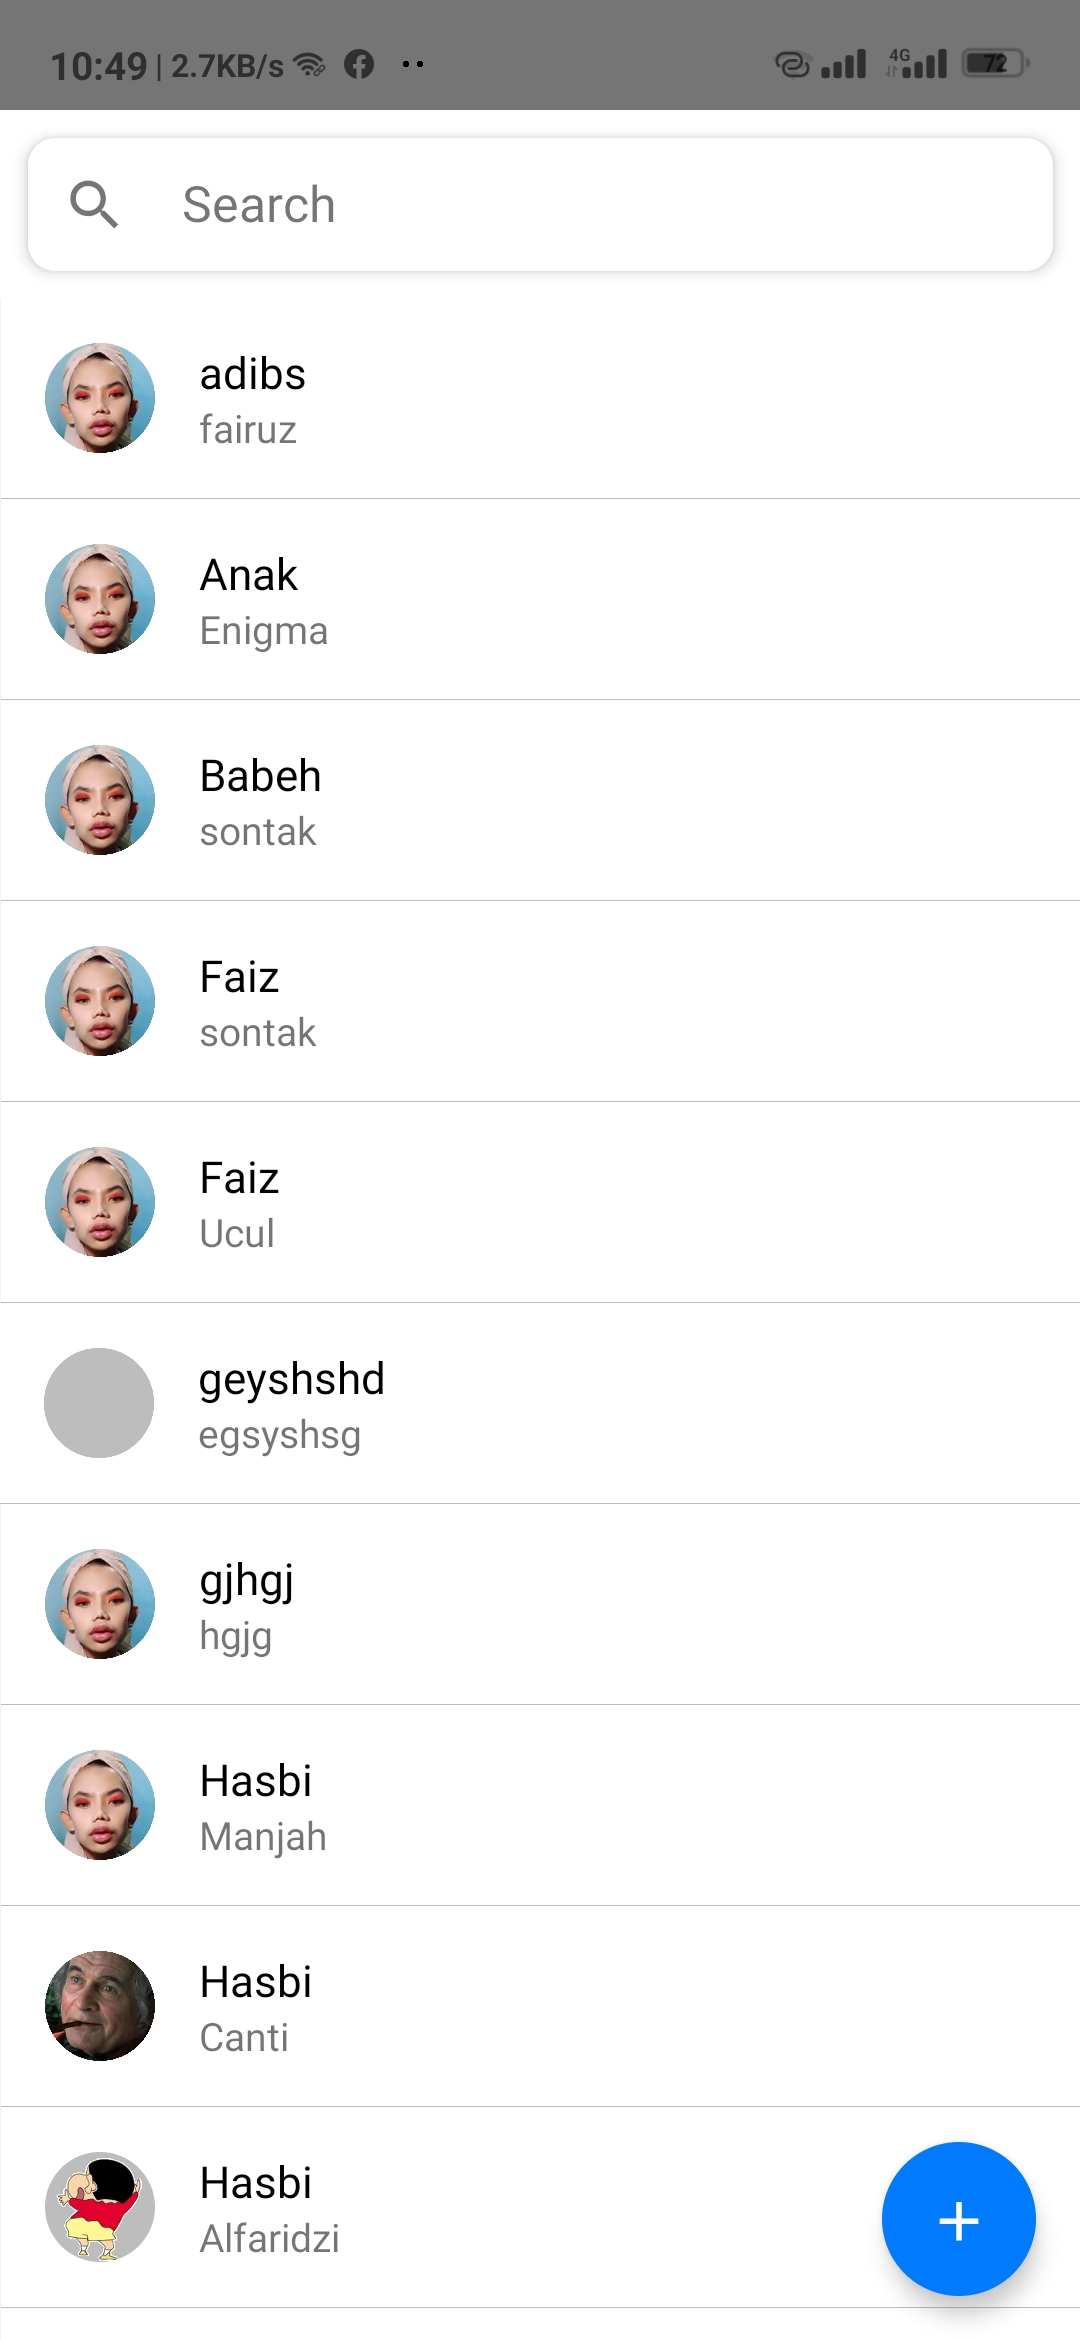 10:49 | 2.7KB/s
4G
72
Search
adibs
fairuz
Anak
Enigma
Babeh
sontak
Faiz
sontak
Faiz
Ucul
geyshshd
egsyshsg
gjhgj
hgjg
Hasbi
Manjah
Hasbi
Canti
Hasbi
Alfaridzi